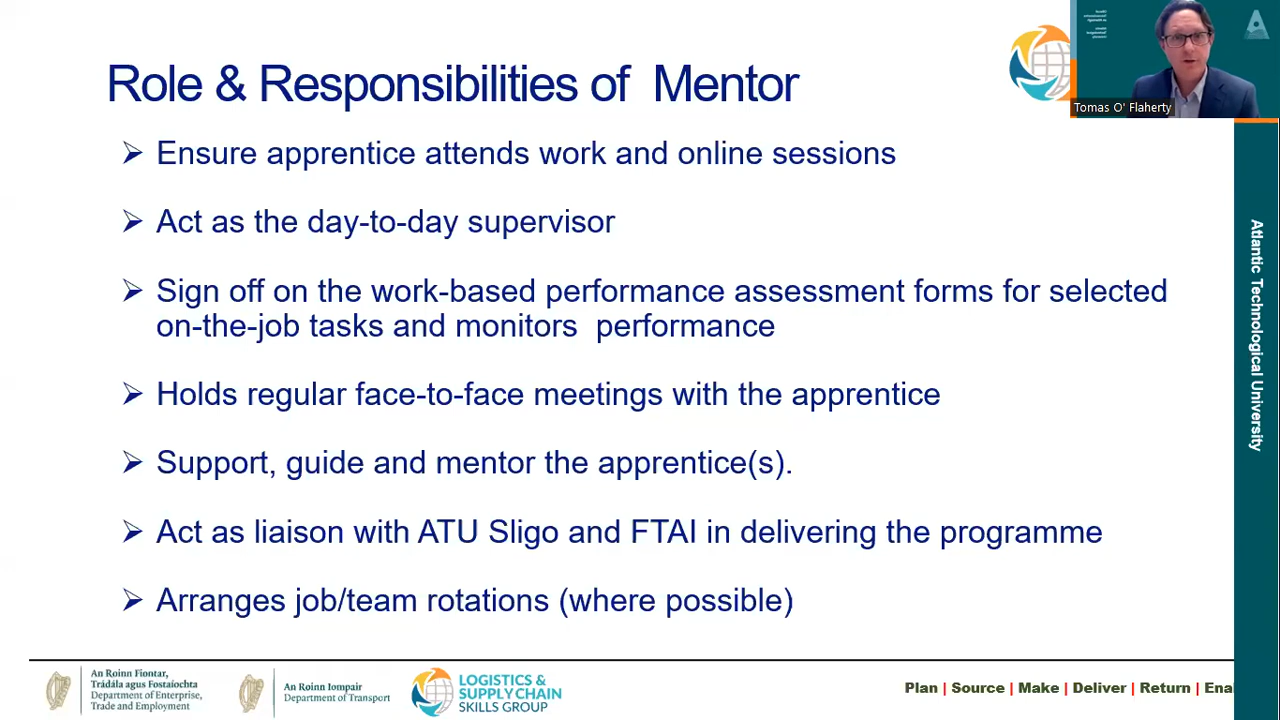 Role & Responsibilities of Mentor
Tomas O' Flaherty
Ensure apprentice attends work and online sessions
Act as the day-to-day supervisor
Sign off on the work-based performance assessment forms for selected
on-the-job tasks and monitors performance
Holds regular face-to-face meetings with the apprentice
Support, guide and mentor the apprentice(s).
Act as liaison with ATU Sligo and FTAI in delivering the programme
Arranges job/team rotations (where possible)
Atlantic Technological University
An Roinn Fiontar,
Trádála agus Fostaíochta
Department of Enterprise,
Trade and Employment
An Roinn Iompair
Department of Transport
LOGISTICS &
SUPPLY CHAIN
SKILLS GROUP
Plan | Source | Make | Deliver | Return | Ena